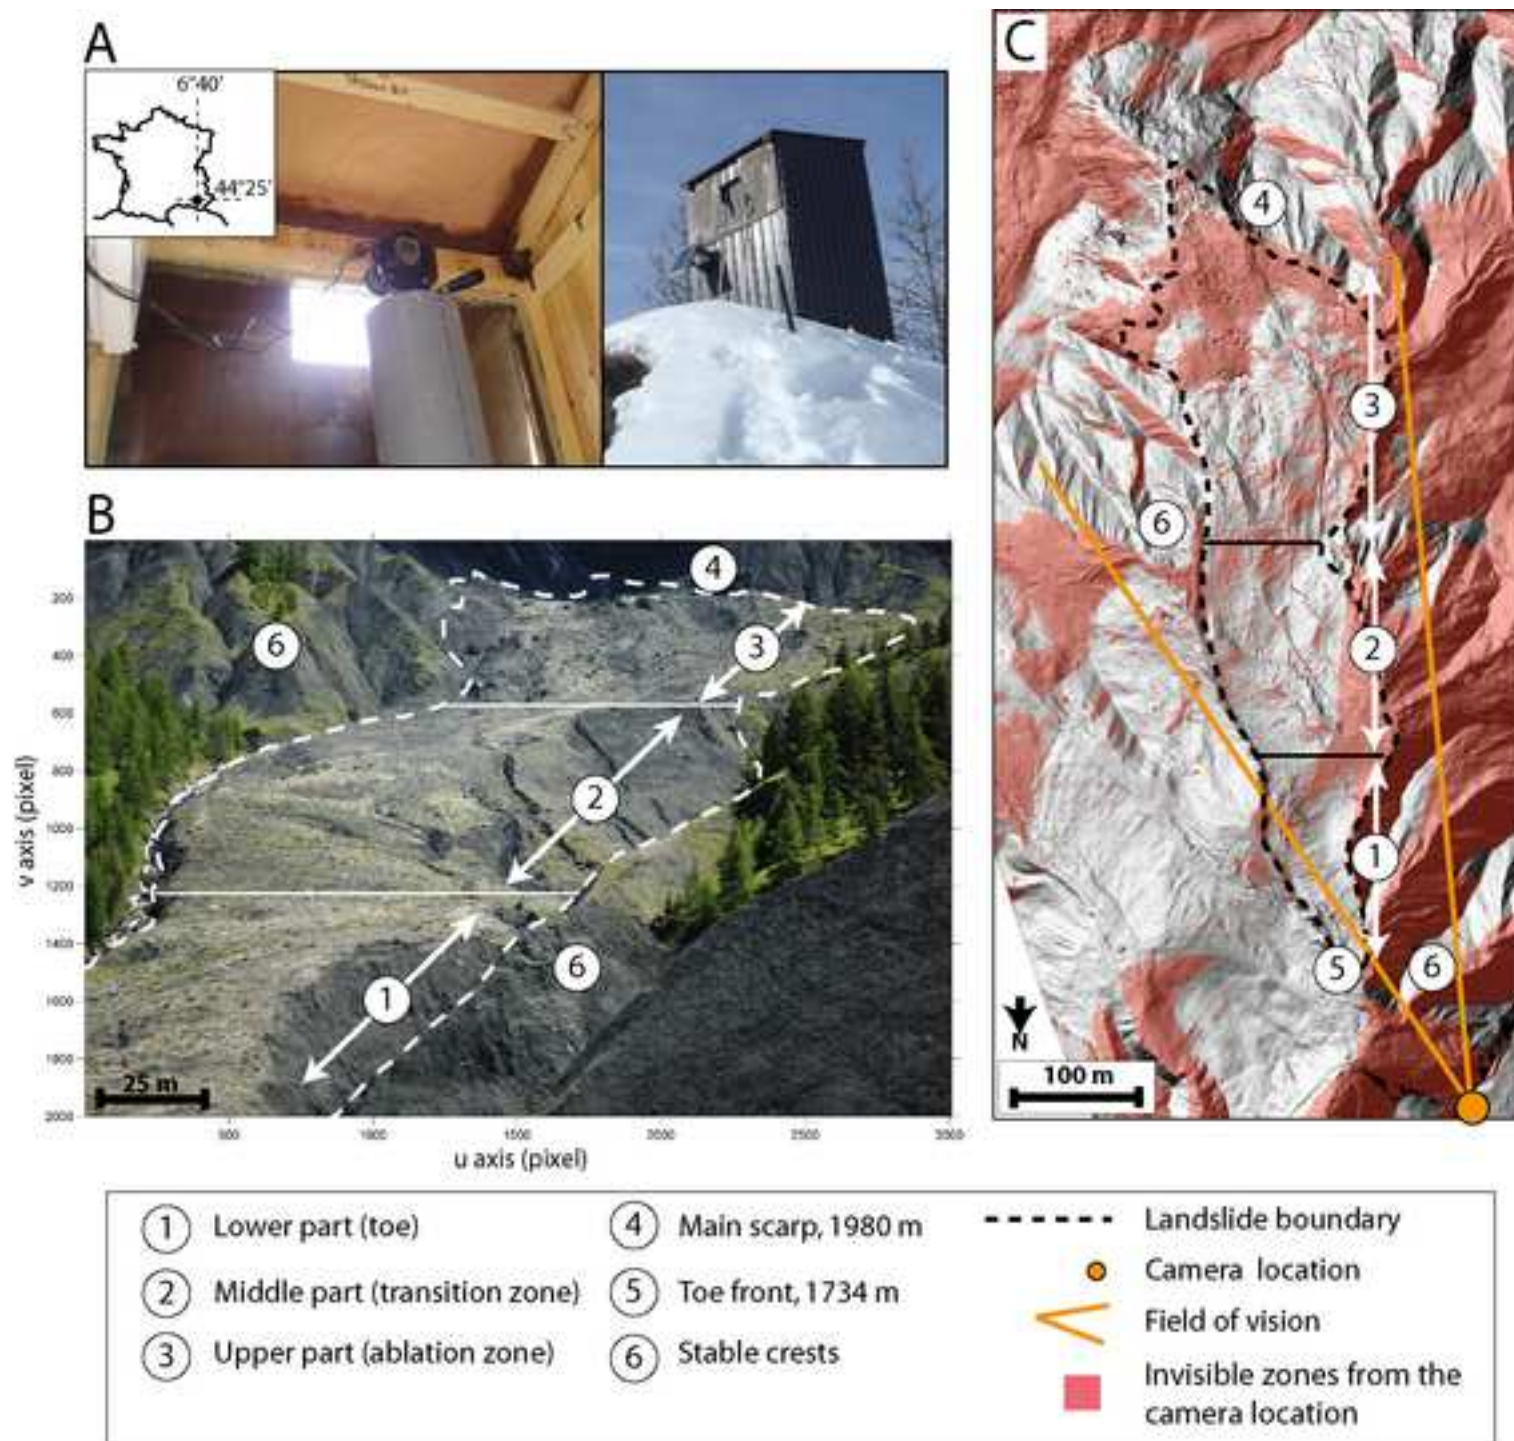 A
6°40'
44°25'
B
4
3
6
2
6
1
200
400
600
800
1000
1200
1400
1600
1800
2000
v axis (pixel)
25 m
500
1000
1500
2000
2500
3000
u axis (pixel)
C
4
3
6
2
1
5
6
N
100 m
1 Lower part (toe)
2 Middle part (transition zone)
3 Upper part (ablation zone)
4 Main scarp, 1980 m
5 Toe front, 1734 m
6 Stable crests
Landslide boundary
Camera location
Field of vision
Invisible zones from the
camera location